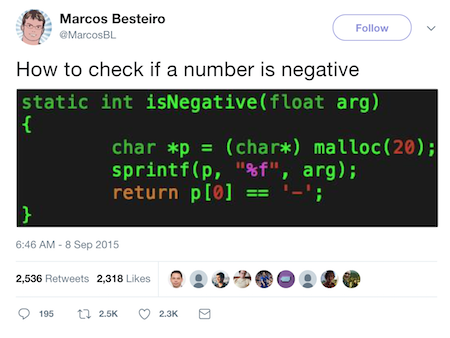 Marcos Besteiro
@MarcosBL
Follow
How to check if a number is negative
static int isNegative(float arg)
{
char *p = (char*) malloc(20);
sprintf(p, "%f", arg);
return p[0] == '-';
}
6:46 AM - 8 Sep 2015
2,536 Retweets 2,318 Likes
195 2.5K 2.3K